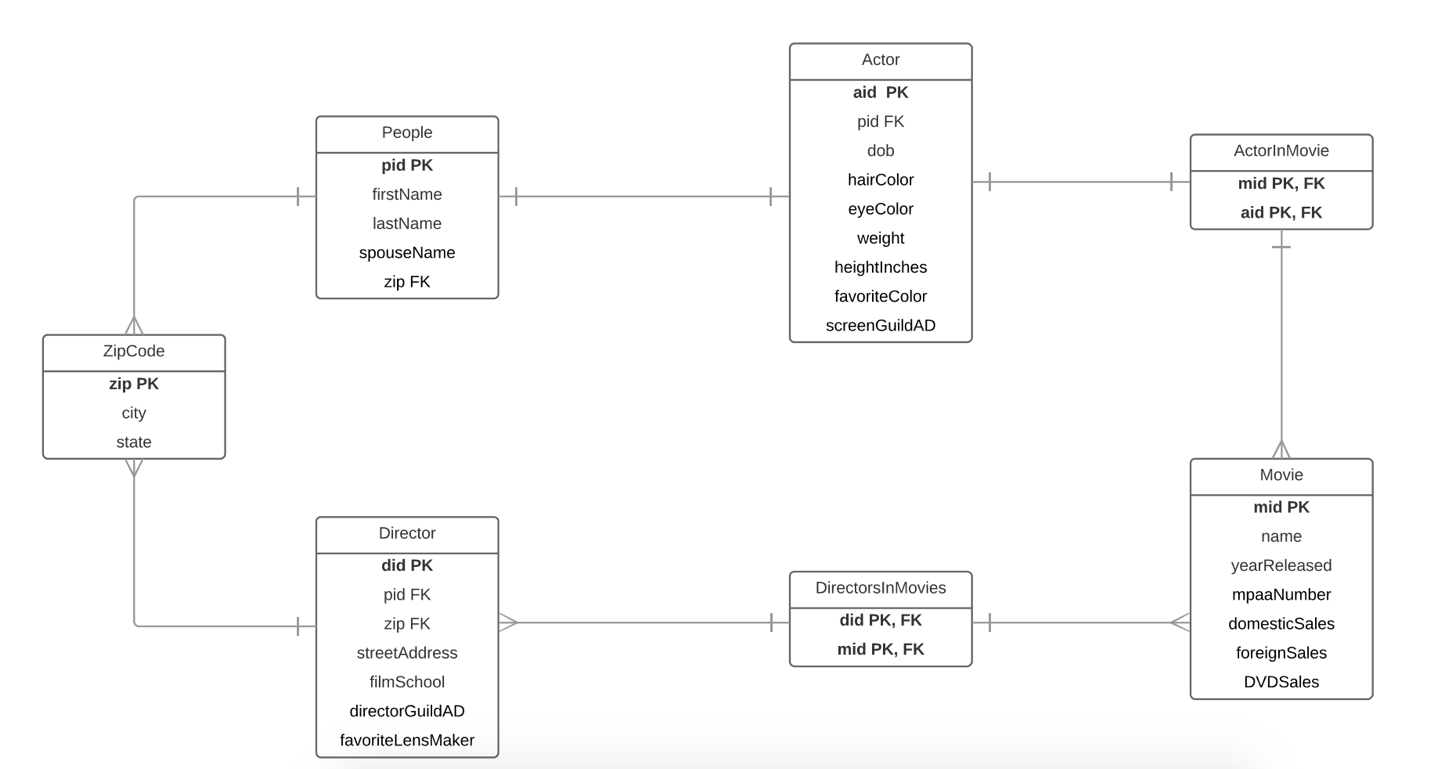 People
pid PK
firstName
lastName
spouseName
zip FK
Actor
aid  PK
pid FK
dob
hairColor
eyeColor
weight
heightInches
favoriteColor
screenGuildAD
ActorInMovie
mid PK, FK
aid PK, FK
ZipCode
zip PK
city
state
Director
did PK
pid FK
zip FK
streetAddress
filmSchool
directorGuildAD
favoriteLensMaker
DirectorsInMovies
did PK, FK
mid PK, FK
Movie
mid PK
name
yearReleased
mpaaNumber
domesticSales
foreignSales
DVDSales